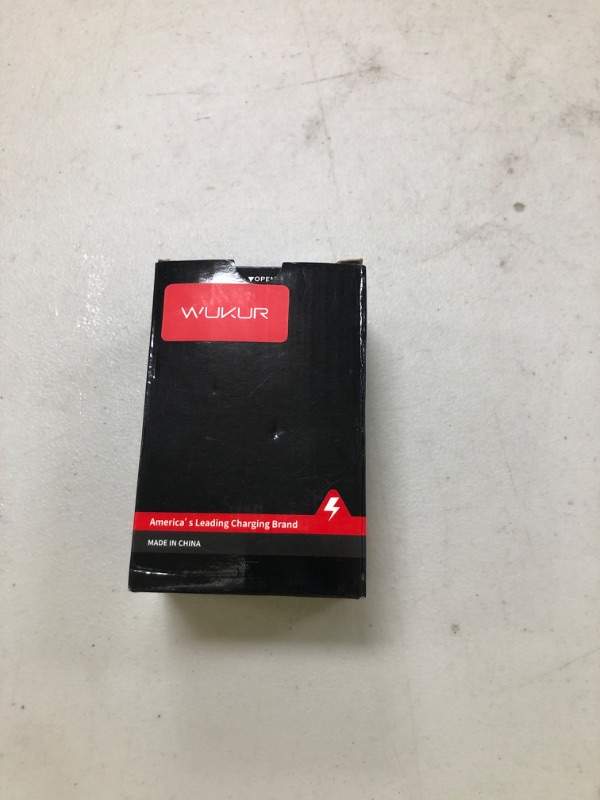 ▼OPEN
WUKUR
America's Leading Charging Brand
MADE IN CHINA